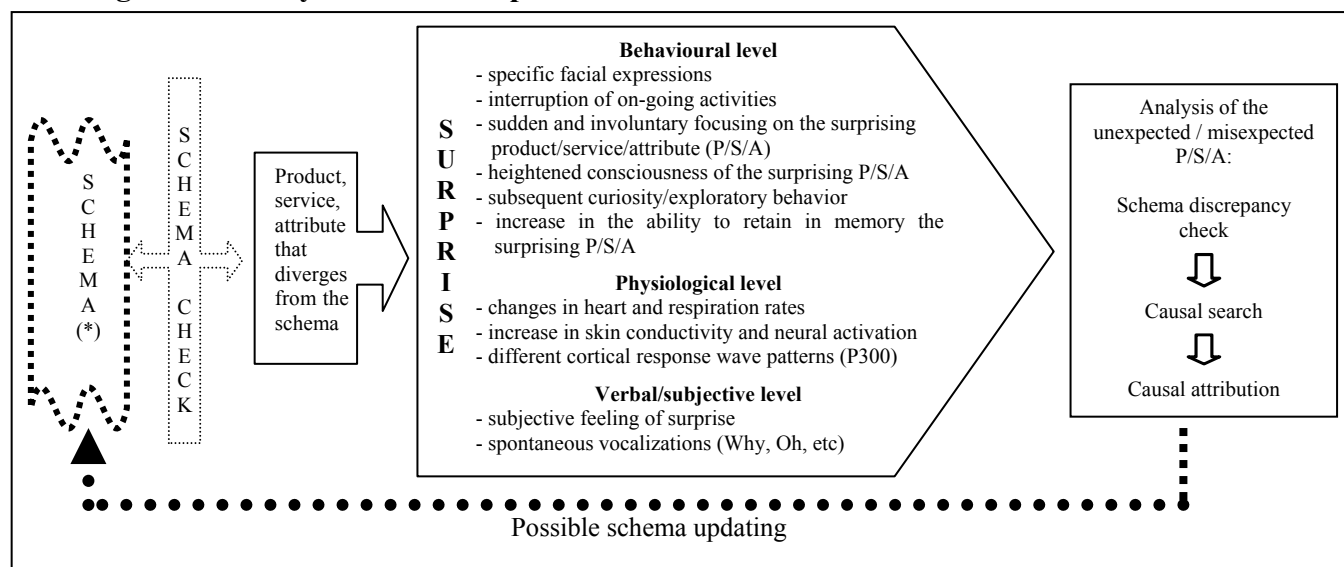 SCHEMA
(*)
SCHEMA CHECK
Product,
service,
attribute
that
diverges
from the
schema
SURPRISE
Behavioural level
- specific facial expressions
- interruption of on-going activities
- sudden and involuntary focusing on the surprising
product/service/attribute (P/S/A)
- heightened consciousness of the surprising P/S/A
- subsequent curiosity/exploratory behavior
- increase in the ability to retain in memory the
surprising P/S/A
Physiological level
- changes in heart and respiration rates
- increase in skin conductivity and neural activation
- different cortical response wave patterns (P300)
Verbal/subjective level
- subjective feeling of surprise
- spontaneous vocalizations (Why, Oh, etc)
Analysis of the
unexpected / misexpected
P/S/A:
Schema discrepancy
check
Causal search
Causal attribution
Possible schema updating